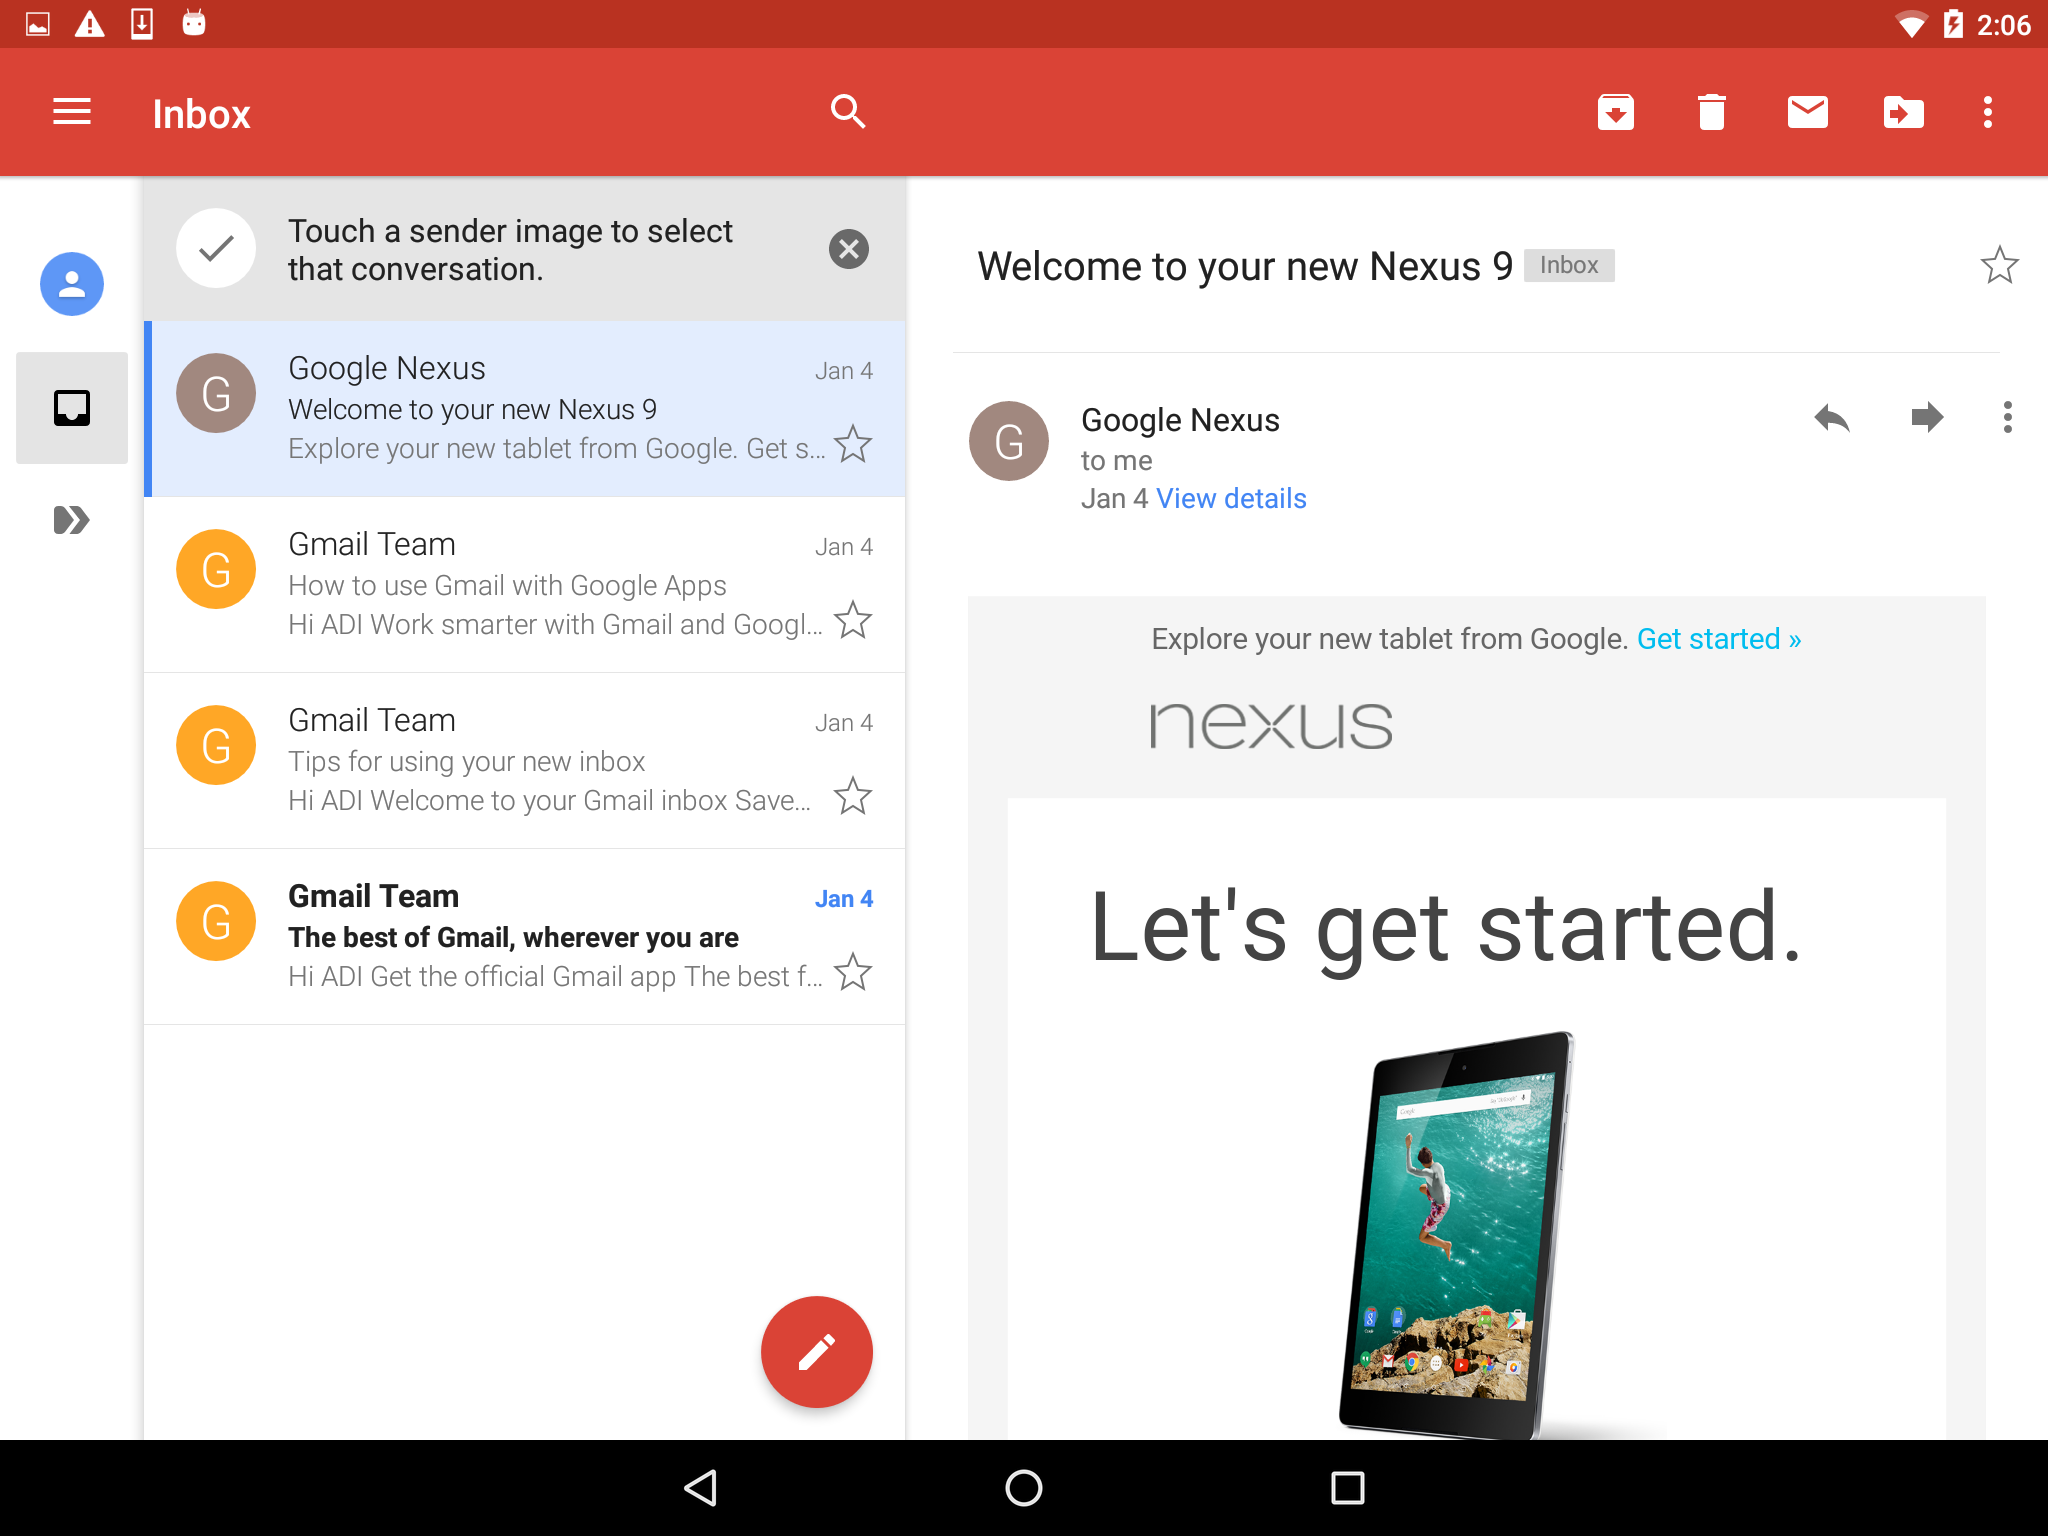 2:06
Inbox
Touch a sender image to select
that conversation.
G
Google Nexus
Jan 4
Welcome to your new Nexus 9
Explore your new tablet from Google. Get s...
G
Gmail Team
Jan 4
How to use Gmail with Google Apps
Hi ADI Work smarter with Gmail and Googl...
G
Gmail Team
Jan 4
Tips for using your new inbox
Hi ADI Welcome to your Gmail inbox Save...
G
Gmail Team
Jan 4
The best of Gmail, wherever you are
Hi ADI Get the official Gmail app The best f...
Welcome to your new Nexus 9 Inbox
G
Google Nexus
to me
Jan 4 View details
Explore your new tablet from Google. Get started »
nexus
Let's get started.